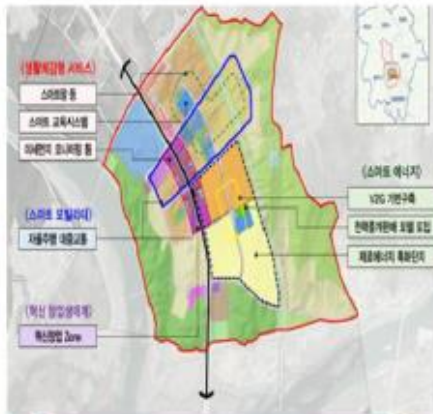 〈생활체감형 서비스〉
스마트팜 등
스마트 교육시스템
미세먼지 모니터링 등
〈스마트 모빌리티〉
자율주행 대중교통
〈혁신 창업생태계〉
혁신창업 Zone
〈스마트 에너지〉
V2G 기반구축
전력중개판매 모델 도입
제로에너지 특화단지